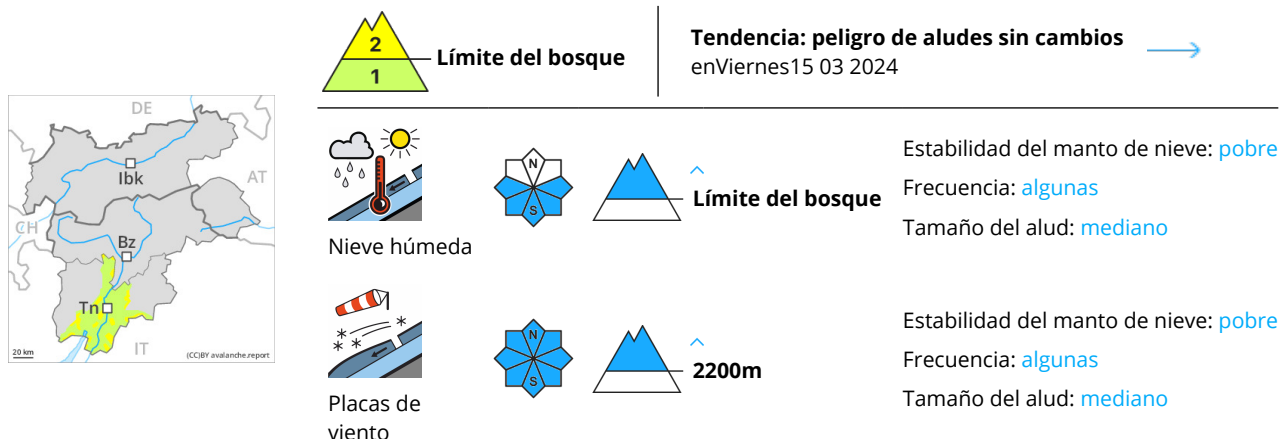 2
1
Límite del bosque
Tendencia: peligro de aludes sin cambios
enViernes15 03 2024
DE
AT
CH
IT
Ibk
Bz
Tn
20 km
(CC)BY avalanche.report
N
S
Límite del bosque
Estabilidad del manto de nieve: pobre
Frecuencia: algunas
Tamaño del alud: mediano
Nieve húmeda
N
S
2200m
Estabilidad del manto de nieve: pobre
Frecuencia: algunas
Tamaño del alud: mediano
Placas de
viento